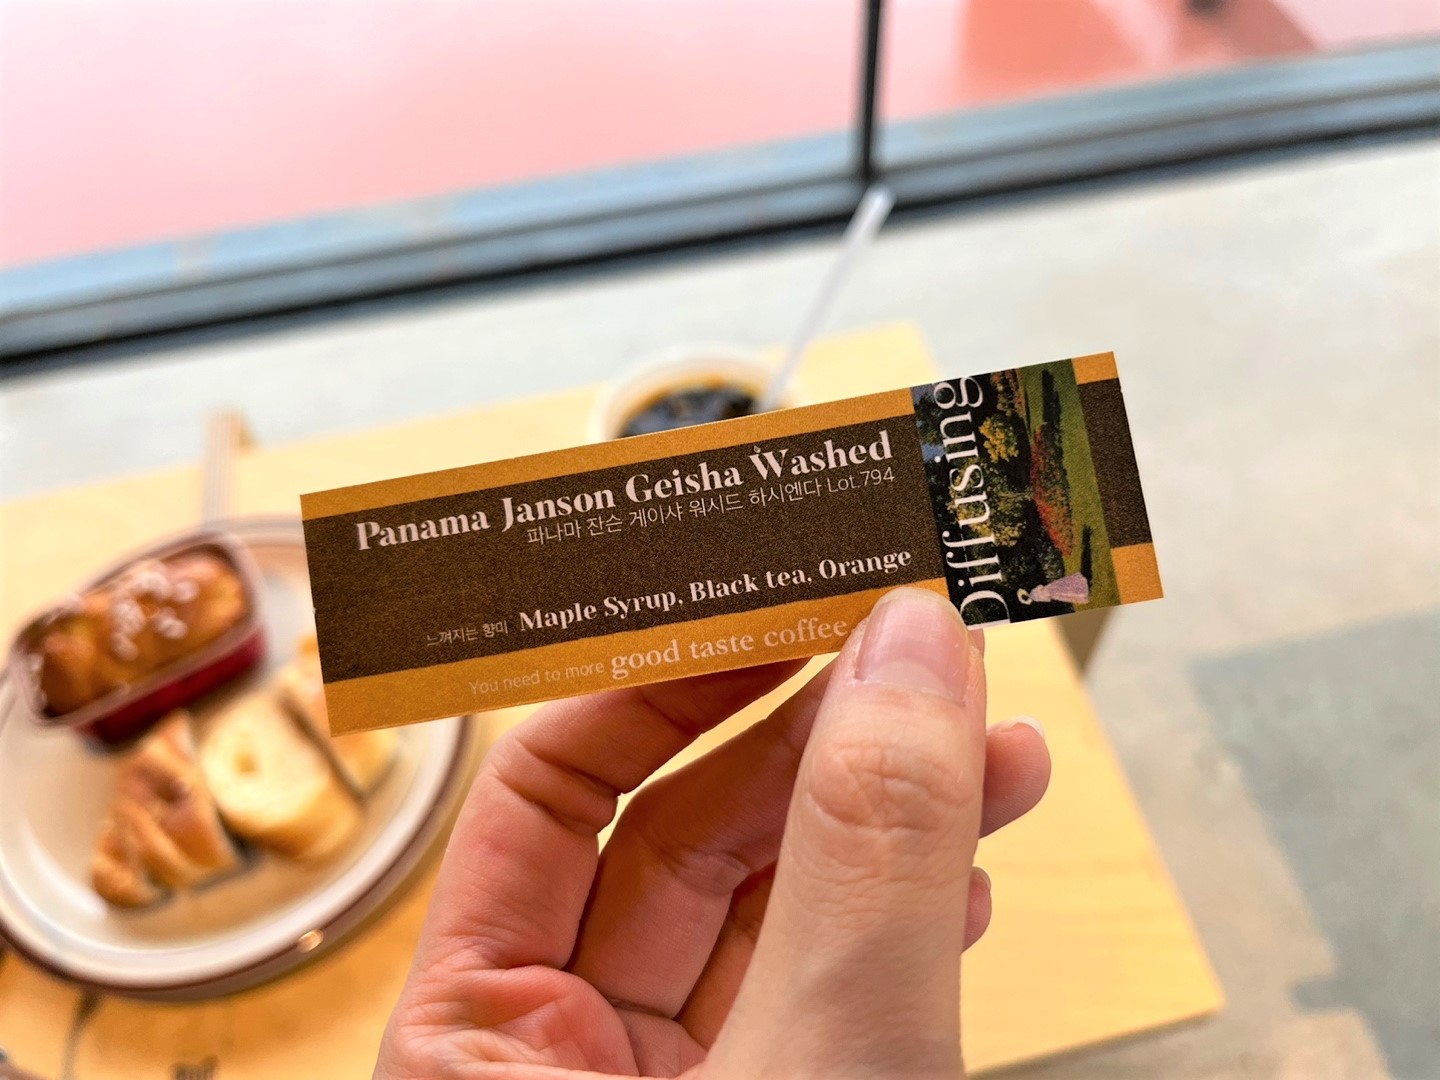 Panama Janson Geisha Washed
파나마 잔슨 게이샤 워시드 하시엔다 Lot.794
느껴지는 향미 Maple Syrup, Black tea, Orange
You need to more good taste coffee
Diffusing